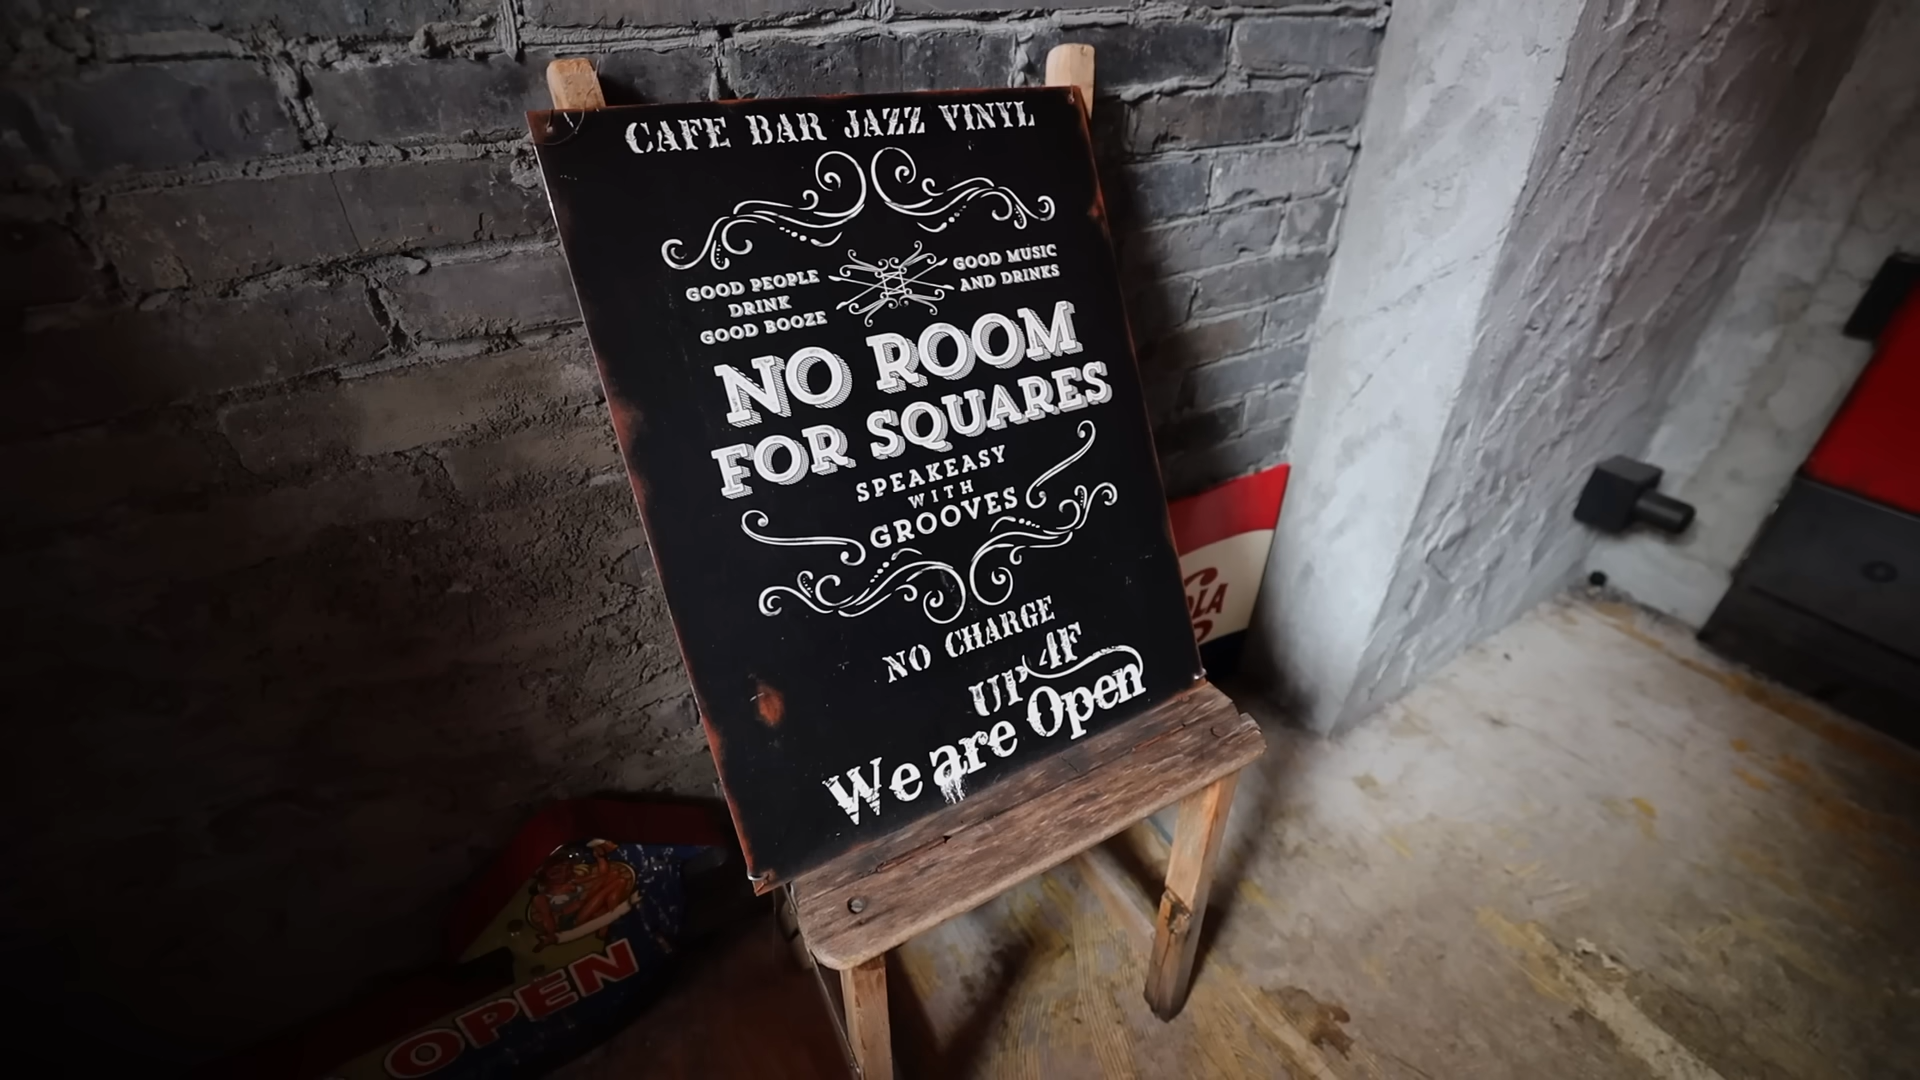 CAFE BAR JAZZ VINYL
GOOD PEOPLE
DRINK
GOOD BOOZE
GOOD MUSIC
AND DRINKS
NO ROOM
FOR SQUARES
SPEAKEASY
WITH
GROOVES
NO CHARGE
UP 4F
We are Open
OPEN